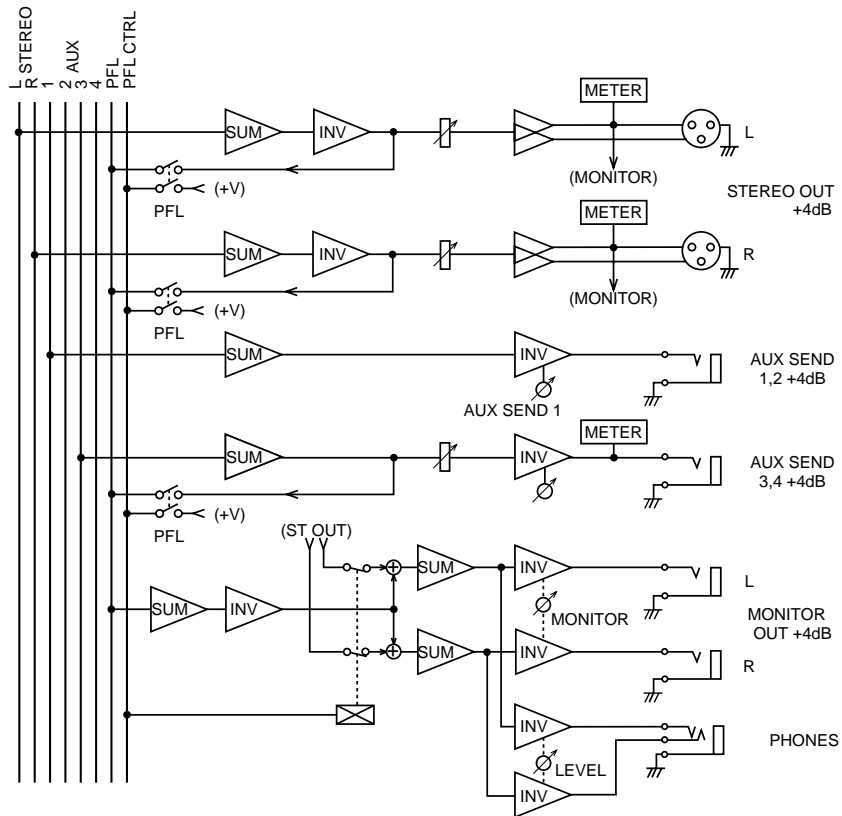 L
R STEREO
1
2 AUX
3
4
PFL
PFL CTRL
METER
SUM
INV
L
(MONITOR)
(+V)
PFL
STEREO OUT
+4dB
METER
SUM
INV
R
(MONITOR)
(+V)
PFL
SUM
INV
AUX SEND
1,2 +4dB
AUX SEND 1
METER
SUM
INV
AUX SEND
3,4 +4dB
(+V)
PFL
(ST OUT)
SUM
INV
L
SUM
INV
MONITOR
MONITOR
OUT +4dB
SUM
INV
R
INV
PHONES
LEVEL
INV